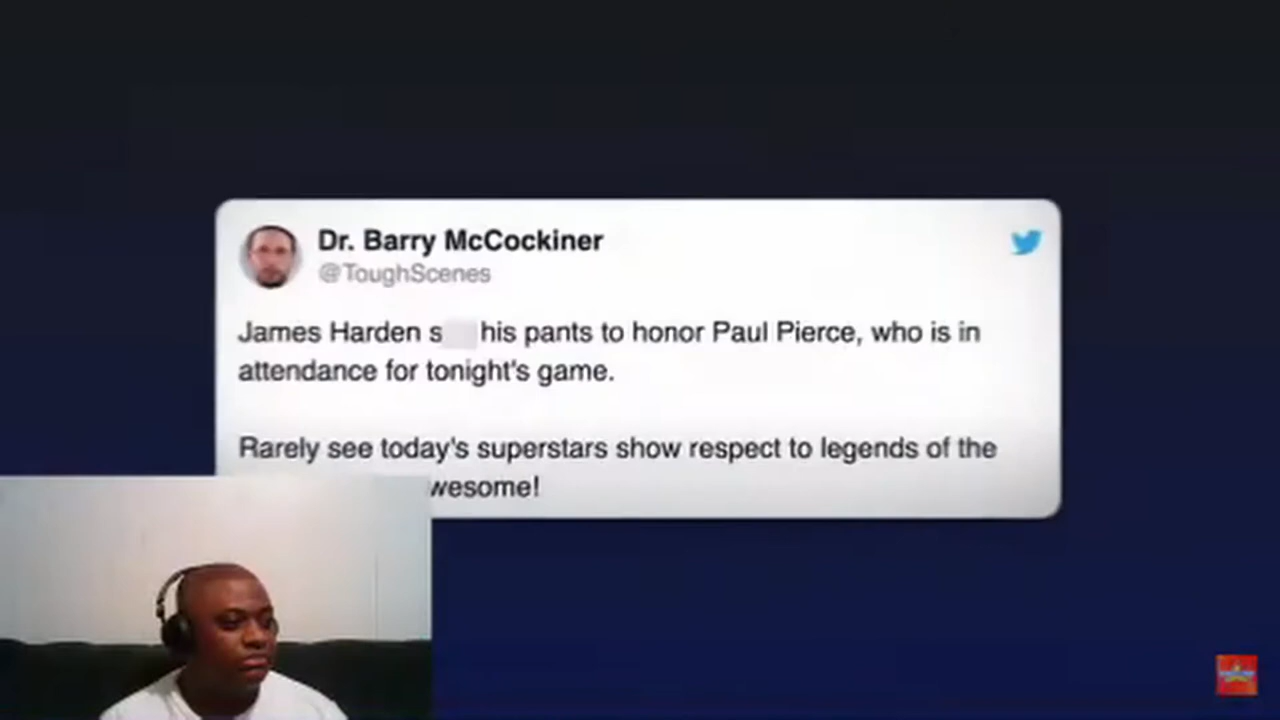 Dr. Barry McCockiner
@ToughScenes
James Harden s his pants to honor Paul Pierce, who is in
attendance for tonight's game.
Rarely see today's superstars show respect to legends of the
wesome!